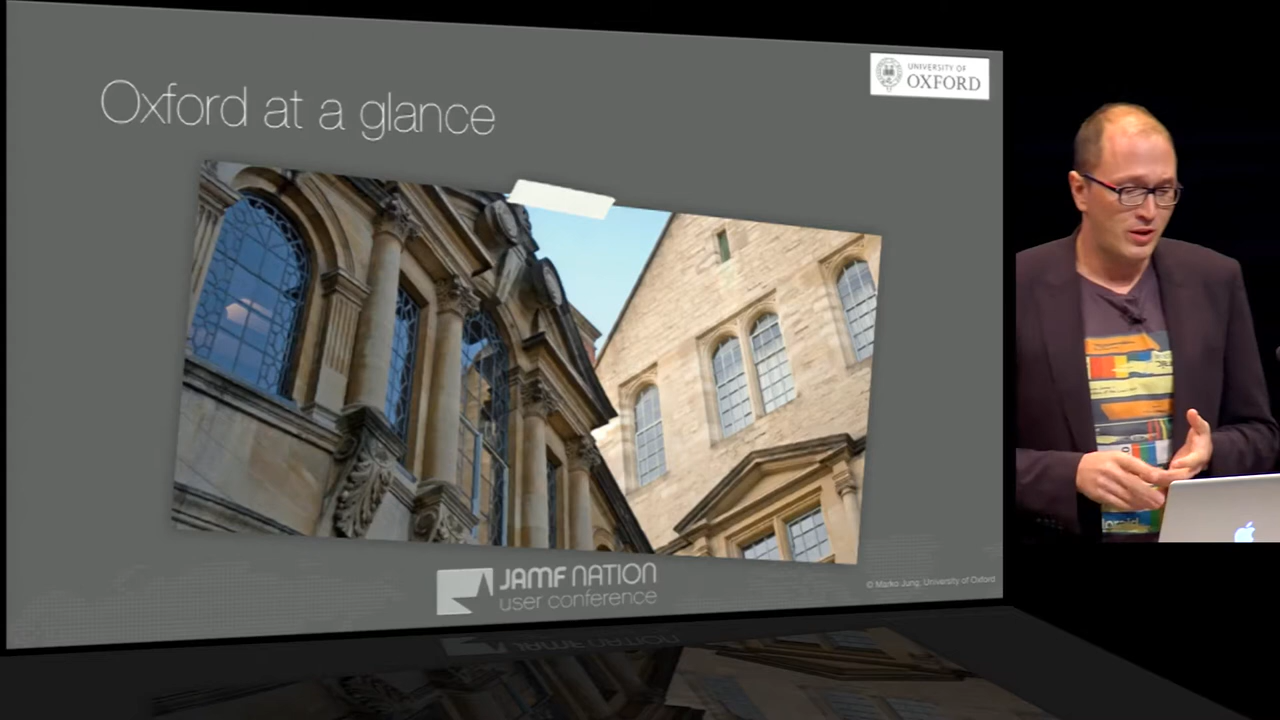 Oxford at a glance
UNIVERSITY OF
OXFORD
JAMF NATION
user conference
© Marko Jung, University of Oxford